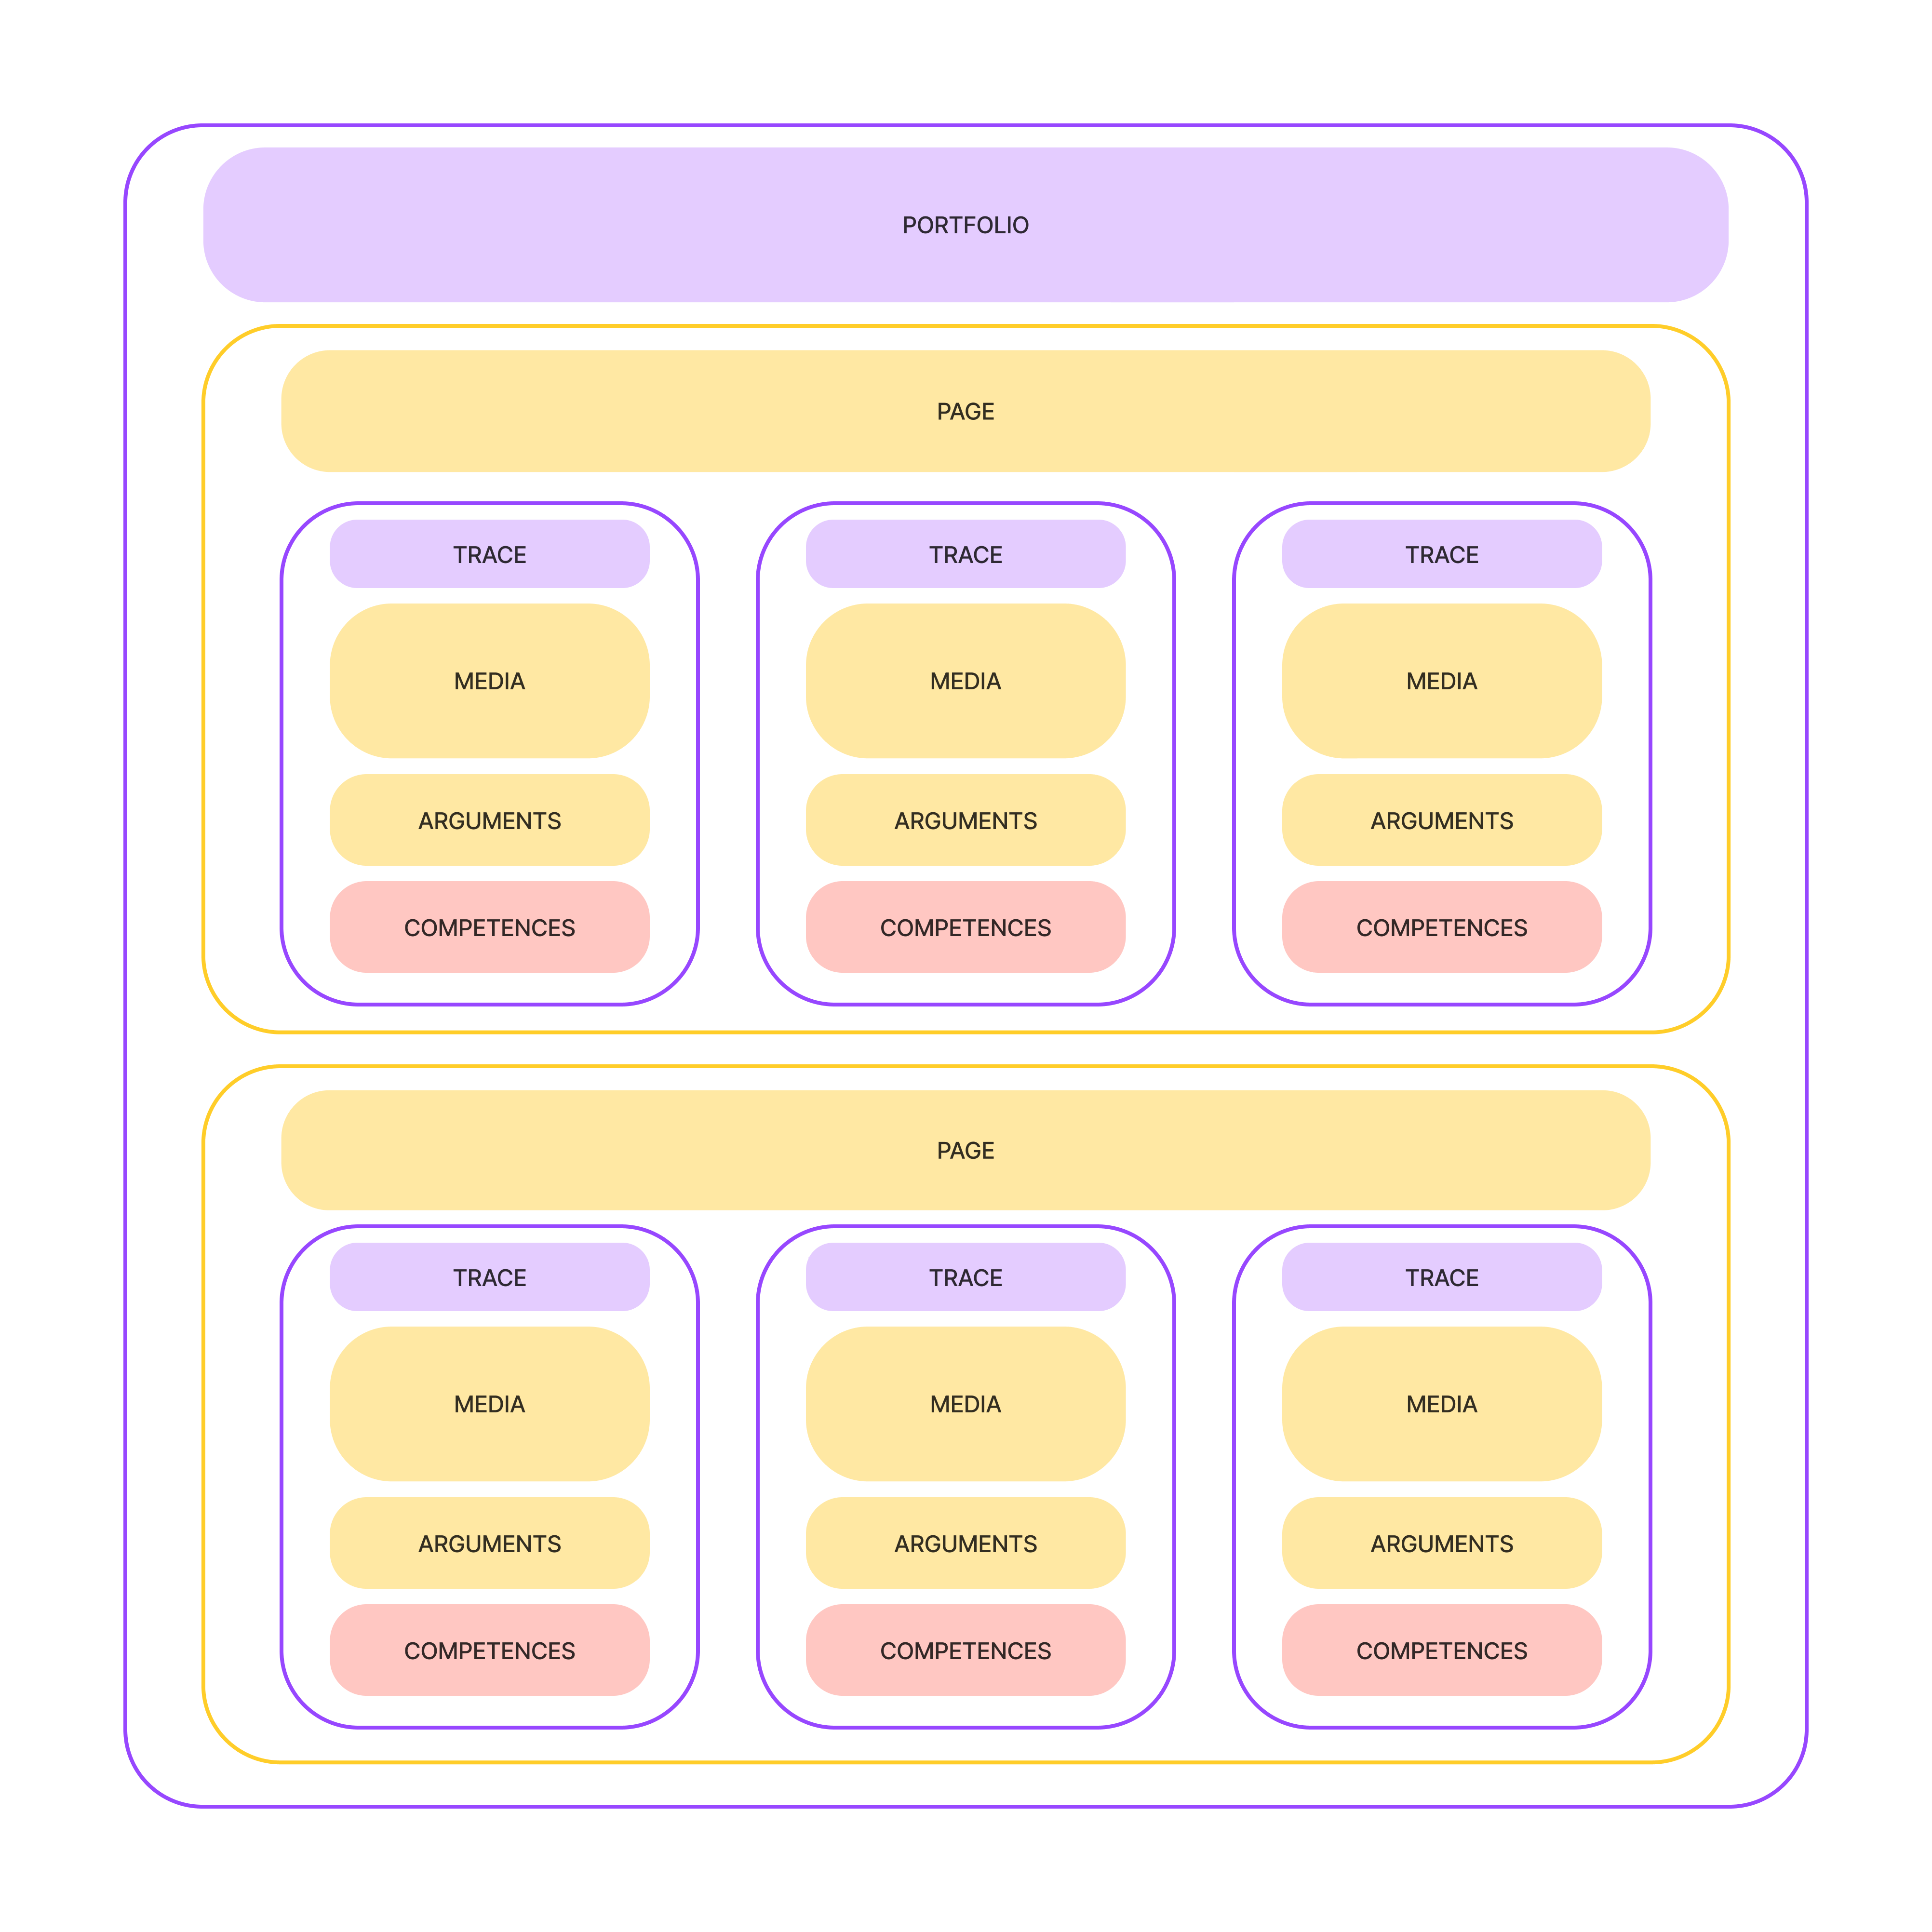 PORTFOLIO
PAGE
TRACE TRACE TRACE
MEDIA MEDIA MEDIA
ARGUMENTS ARGUMENTS ARGUMENTS
COMPETENCES COMPETENCES COMPETENCES
PAGE
TRACE TRACE TRACE
MEDIA MEDIA MEDIA
ARGUMENTS ARGUMENTS ARGUMENTS
COMPETENCES COMPETENCES COMPETENCES